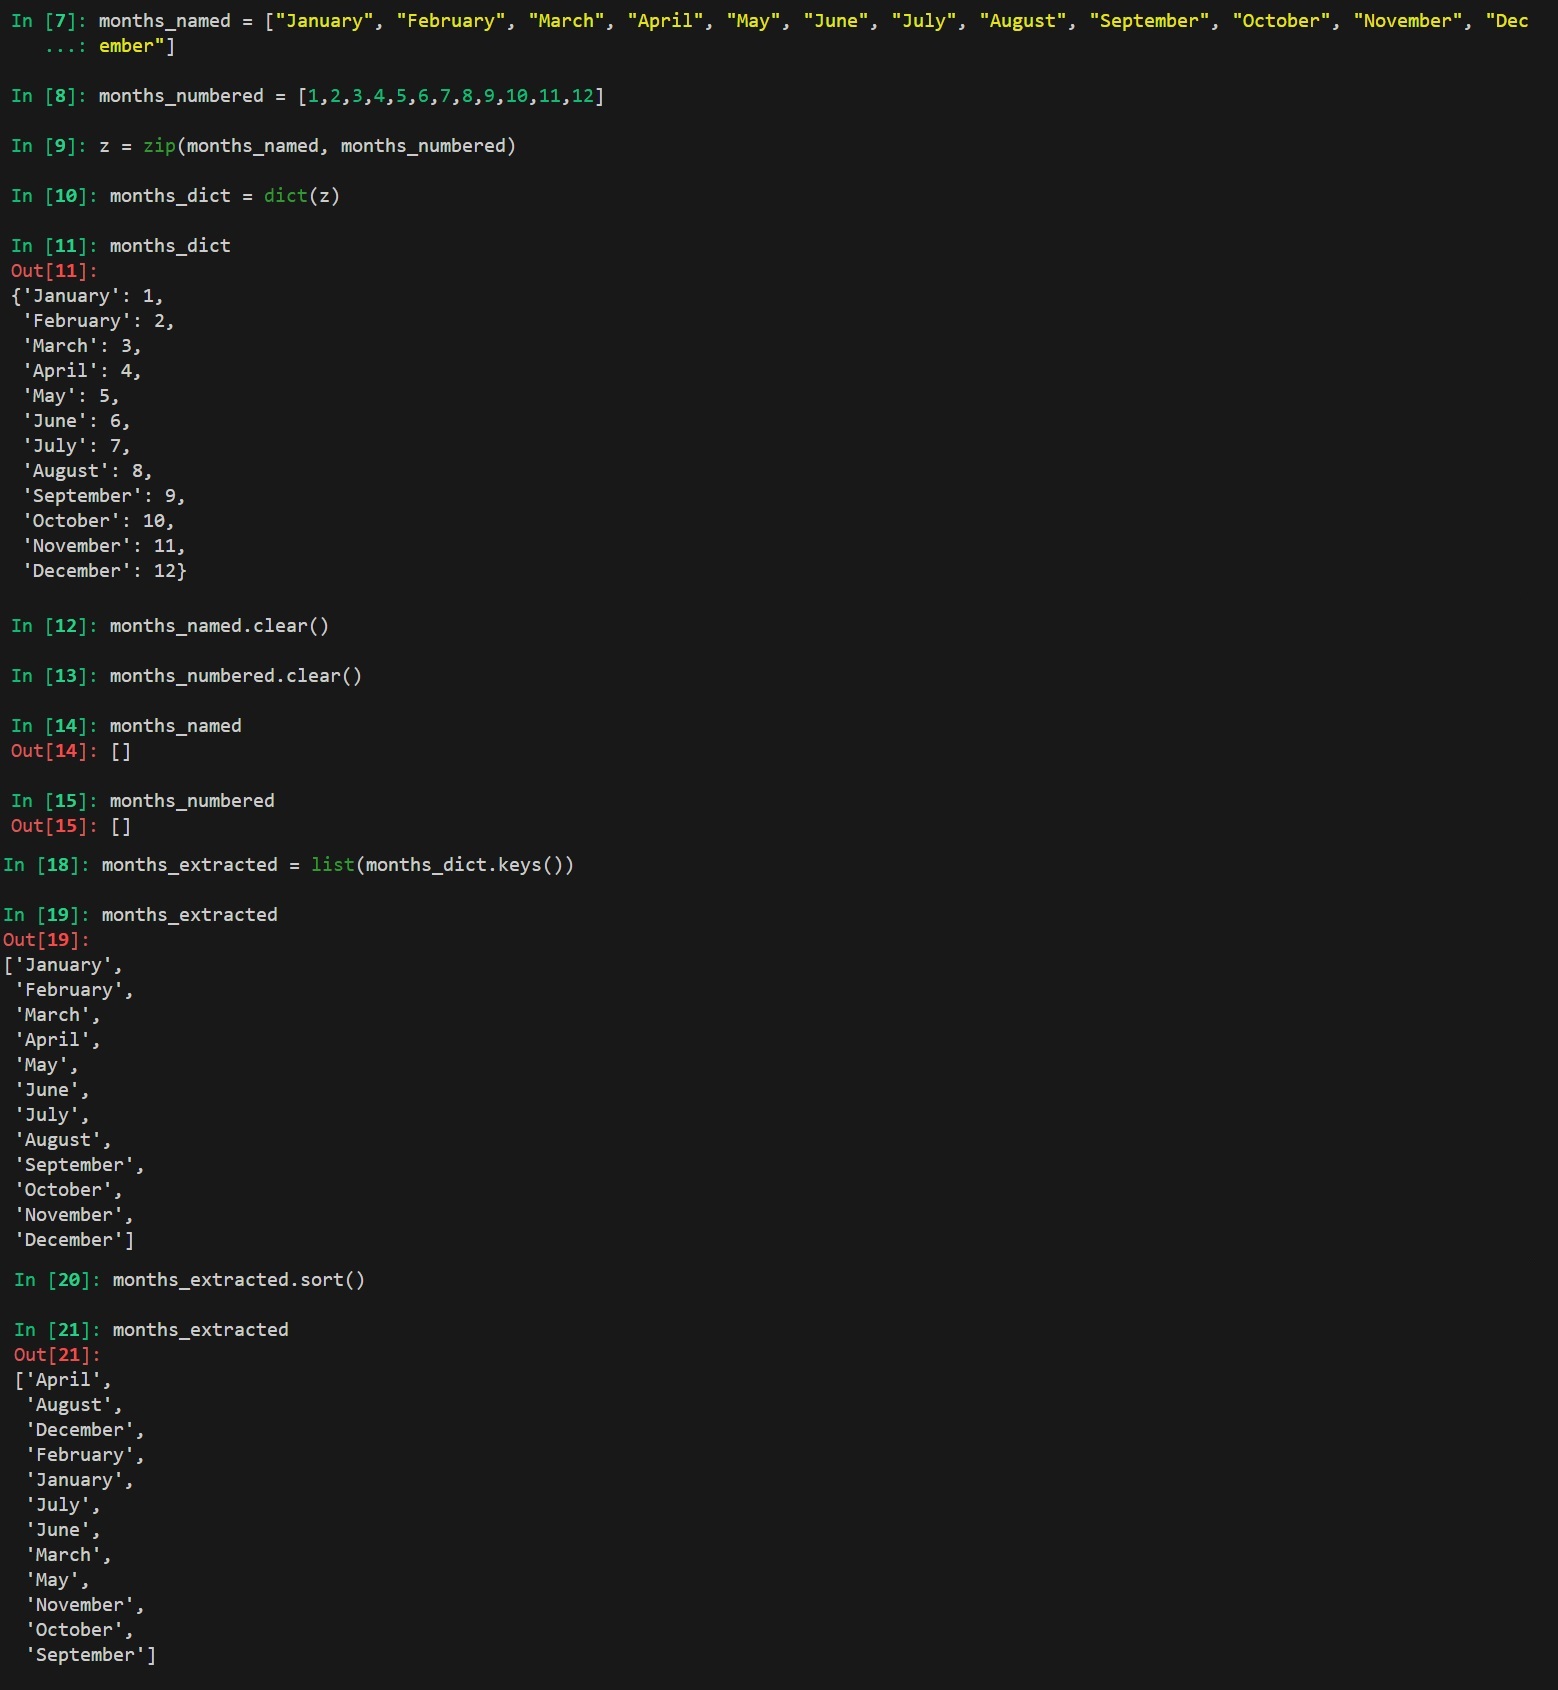 In [7]: months_named = ["January", "February", "March", "April", "May", "June", "July", "August", "September", "October", "November", "Dec
   ...: ember"]
In [8]: months_numbered = [1,2,3,4,5,6,7,8,9,10,11,12]
In [9]: z = zip(months_named, months_numbered)
In [10]: months_dict = dict(z)
In [11]: months_dict
Out[11]:
{'January': 1,
 'February': 2,
 'March': 3,
 'April': 4,
 'May': 5,
 'June': 6,
 'July': 7,
 'August': 8,
 'September': 9,
 'October': 10,
 'November': 11,
 'December': 12}
In [12]: months_named.clear()
In [13]: months_numbered.clear()
In [14]: months_named
Out[14]: []
In [15]: months_numbered
Out[15]: []
In [18]: months_extracted = list(months_dict.keys())
In [19]: months_extracted
Out[19]:
['January',
 'February',
 'March',
 'April',
 'May',
 'June',
 'July',
 'August',
 'September',
 'October',
 'November',
 'December']
In [20]: months_extracted.sort()
In [21]: months_extracted
Out[21]:
['April',
 'August',
 'December',
 'February',
 'January',
 'July',
 'June',
 'March',
 'May',
 'November',
 'October',
 'September']